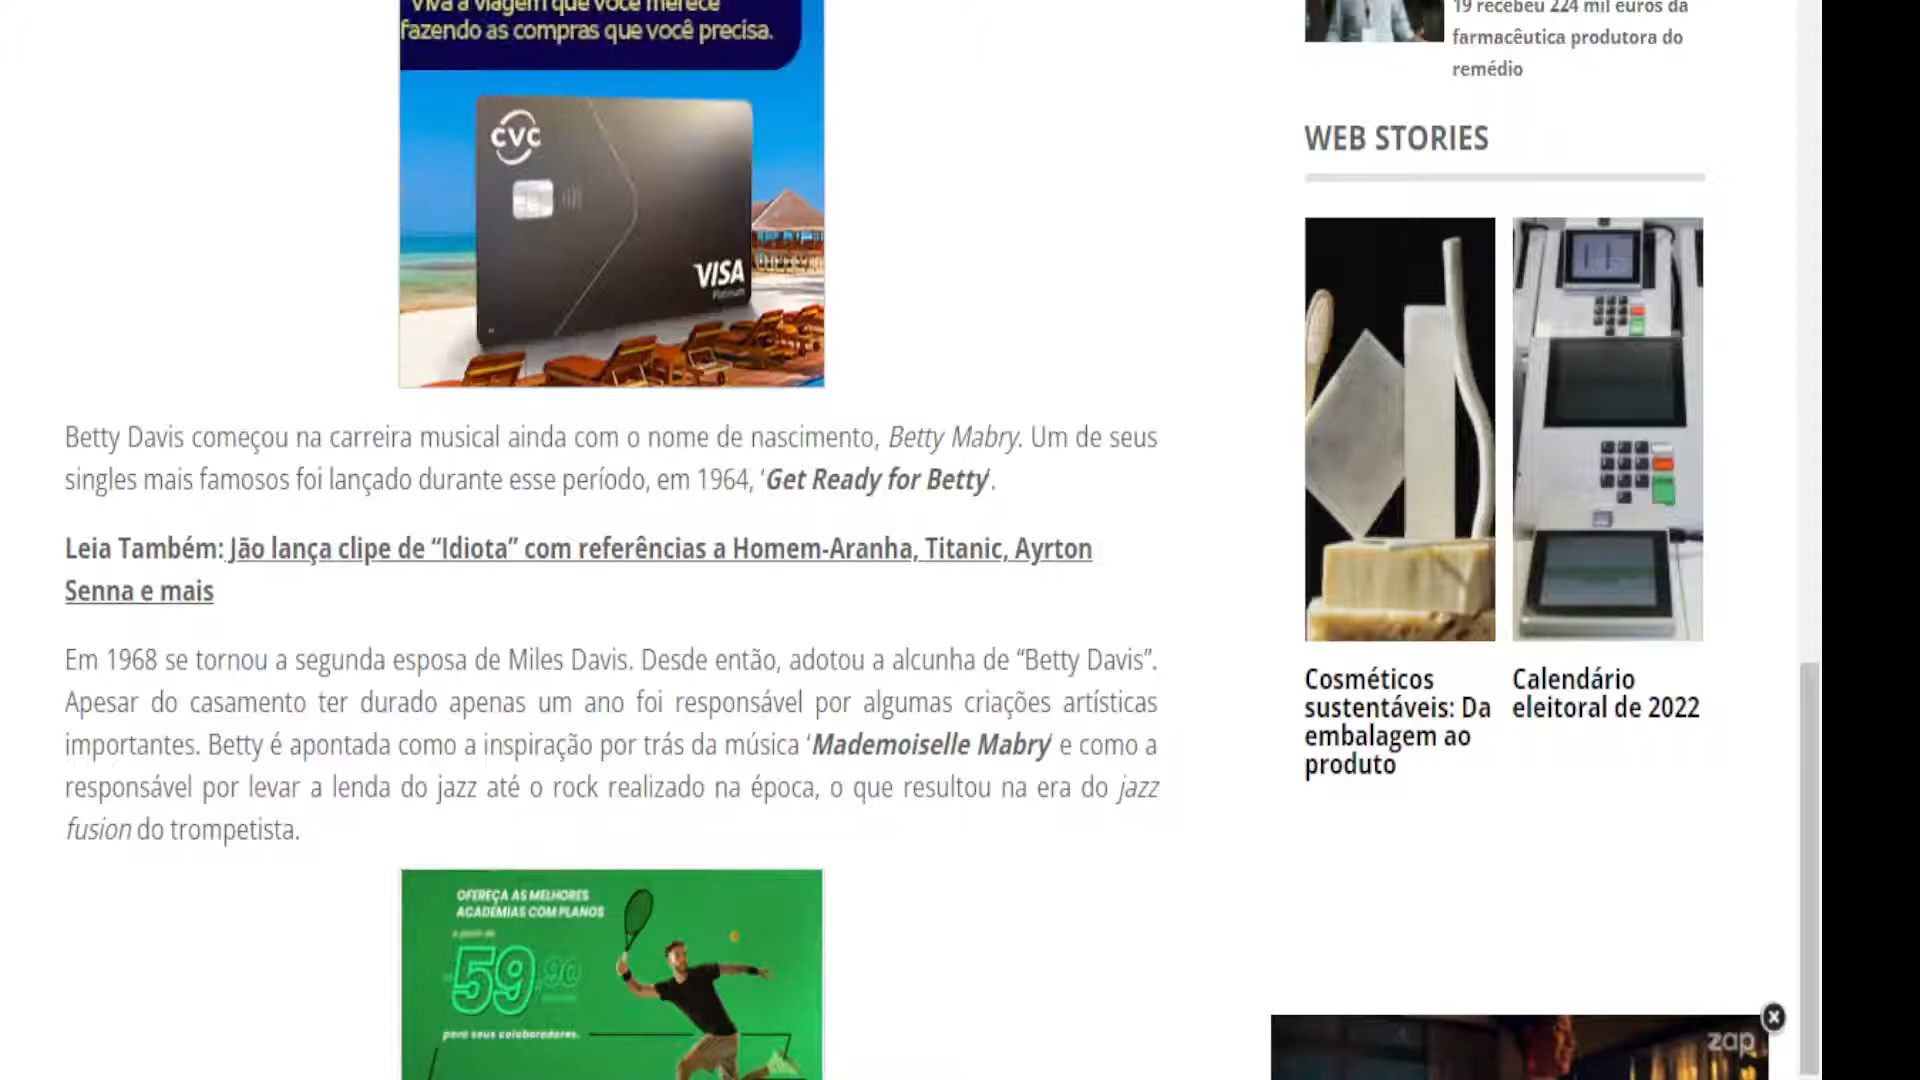 Viva a viagem que você merece
fazendo as compras que você precisa.
CVC
VISA
Platinum
19 recebeu 224 mil euros da
farmacêutica produtora do
remédio
WEB STORIES
Betty Davis começou na carreira musical ainda com o nome de nascimento, Betty Mabry. Um de seus
singles mais famosos foi lançado durante esse período, em 1964, ‘Get Ready for Betty‘.
Leia Também: Jão lança clipe de “Idiota” com referências a Homem-Aranha, Titanic, Ayrton
Senna e mais
Em 1968 se tornou a segunda esposa de Miles Davis. Desde então, adotou a alcunha de “Betty Davis”.
Apesar do casamento ter durado apenas um ano foi responsável por algumas criações artísticas
importantes. Betty é apontada como a inspiração por trás da música ‘Mademoiselle Mabry‘ e como a
responsável por levar a lenda do jazz até o rock realizado na época, o que resultou na era do jazz
fusion do trompetista.
Cosméticos
sustentáveis: Da
embalagem ao
produto
Calendário
eleitoral de 2022
OFEREÇA AS MELHORES
ACADEMIAS COM PLANOS
a partir de
59,90
para seus colaboradores.
zap